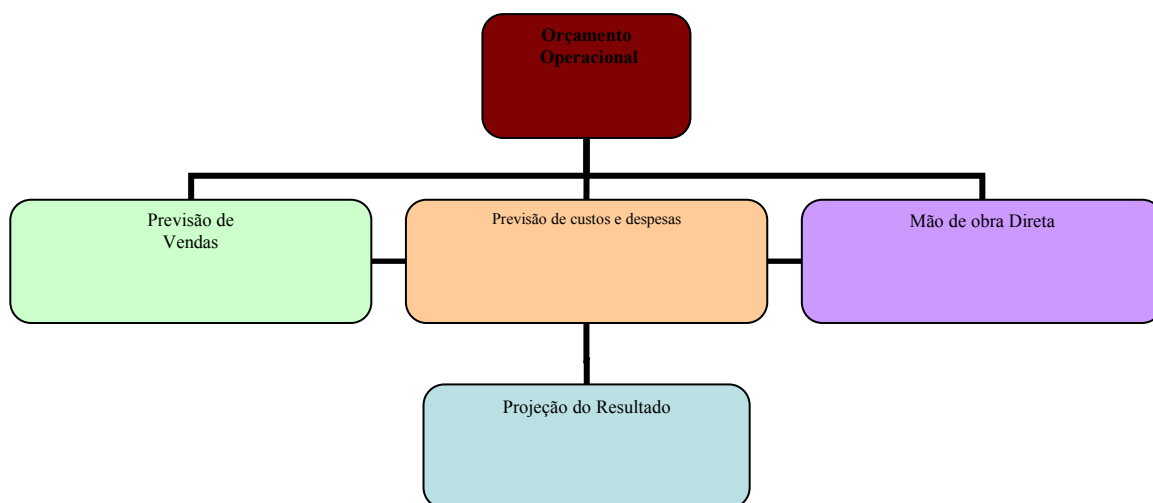 Orçamento
Operacional
Previsão de
Vendas
Previsão de custos e despesas
Mão de obra Direta
Projeção do Resultado